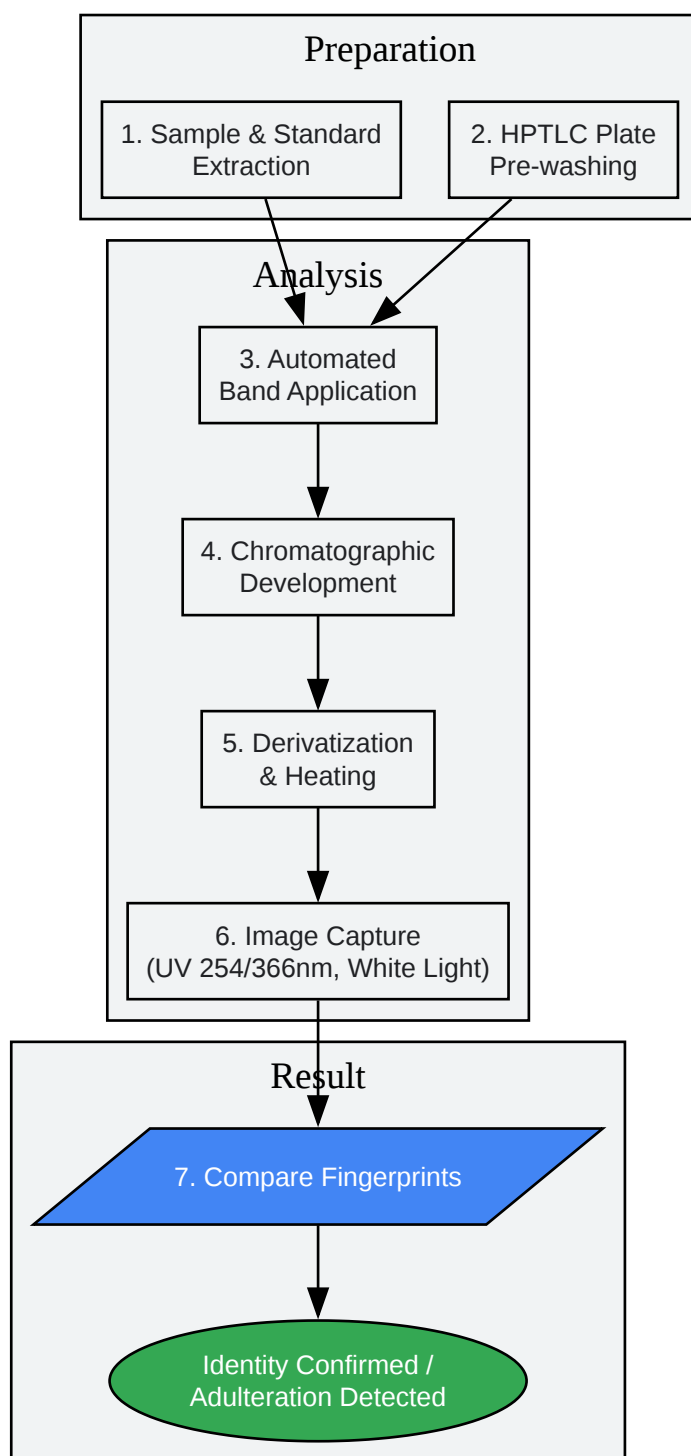 Preparation
1. Sample & Standard
Extraction
2. HPTLC Plate
Pre-washing
Analysis
3. Automated
Band Application
4. Chromatographic
Development
5. Derivatization
& Heating
6. Image Capture
(UV 254/366nm, White Light)
Result
7. Compare Fingerprints
Identity Confirmed /
Adulteration Detected